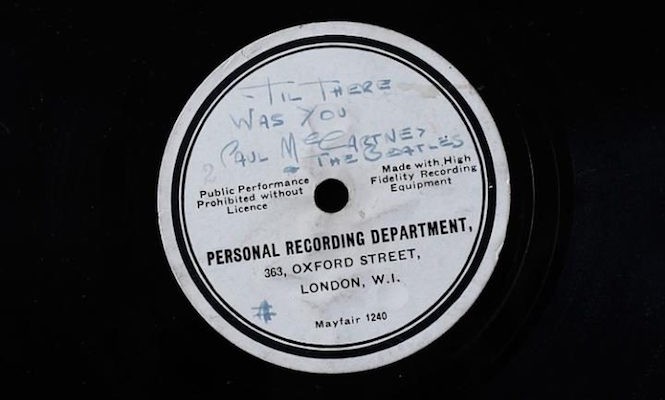 'TIL THERE
WAS YOU
PAUL McCARTNEY
+ THE BEATLES
2
Public Performance
Prohibited without
Licence
Made with High
Fidelity Recording
Equipment
PERSONAL RECORDING DEPARTMENT,
363, OXFORD STREET,
LONDON, W.I.
#
Mayfair 1240